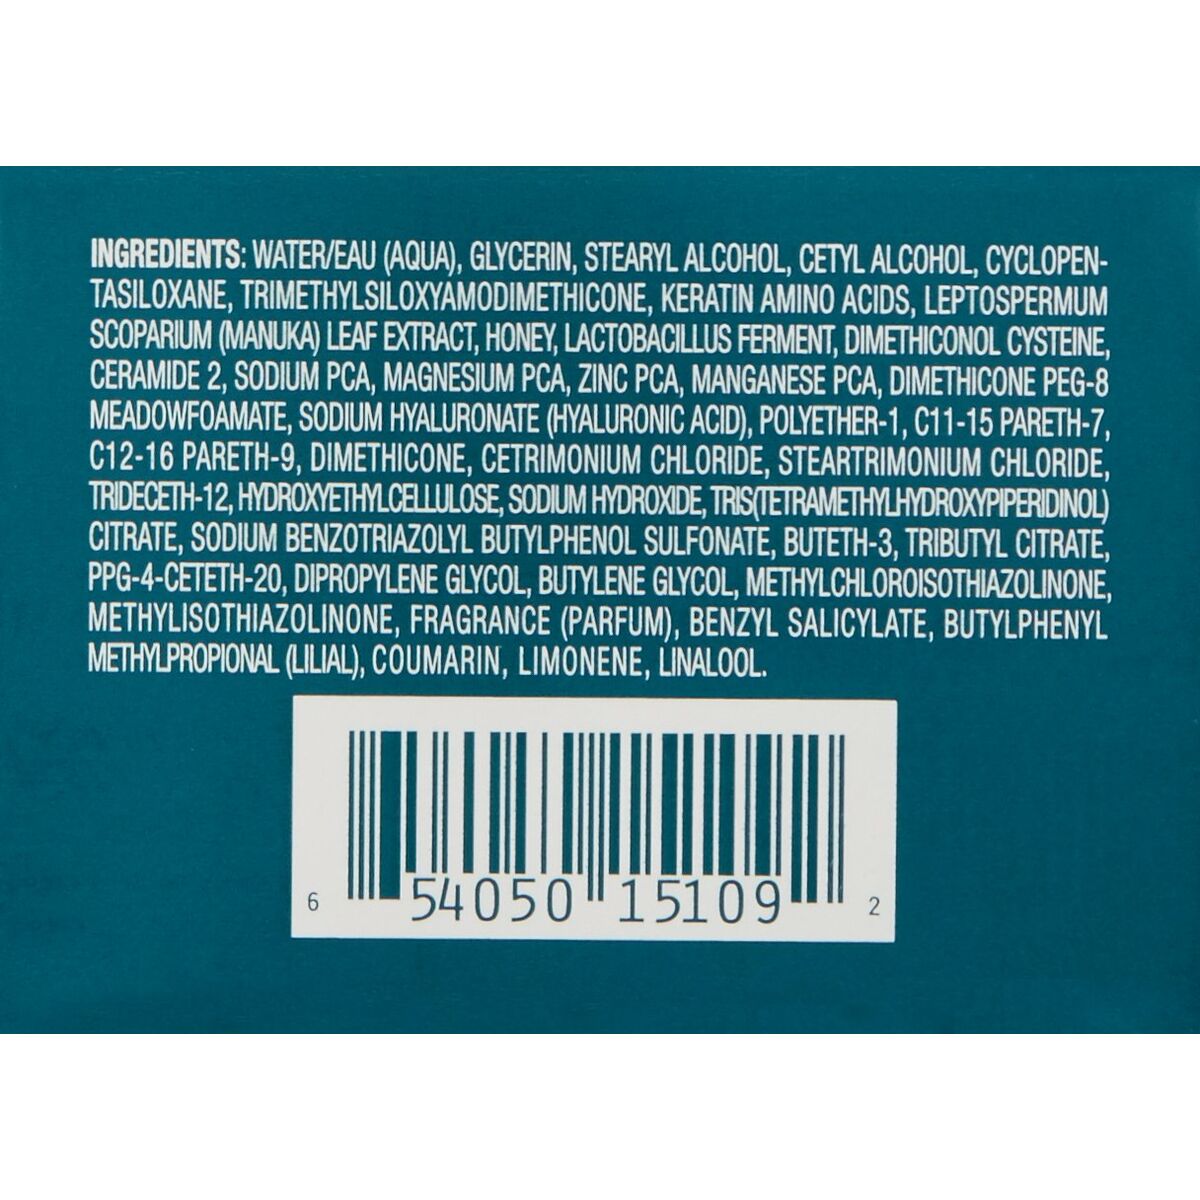 INGREDIENTS: WATER/EAU (AQUA), GLYCERIN, STEARYL ALCOHOL, CETYL ALCOHOL, CYCLOPEN-
TASILOXANE, TRIMETHYLSILOXYAMODIMETHICONE, KERATIN AMINO ACIDS, LEPTOSPERMUM
SCOPARIUM (MANUKA) LEAF EXTRACT, HONEY, LACTOBACILLUS FERMENT, DIMETHICONOL CYSTEINE,
CERAMIDE 2, SODIUM PCA, MAGNESIUM PCA, ZINC PCA, MANGANESE PCA, DIMETHICONE PEG-8
MEADOWFOAMATE, SODIUM HYALURONATE (HYALURONIC ACID), POLYETHER-1, C11-15 PARETH-7,
C12-16 PARETH-9, DIMETHICONE, CETRIMONIUM CHLORIDE, STEARTRIMONIUM CHLORIDE,
TRIDECETH-12, HYDROXYETHYLCELLULOSE, SODIUM HYDROXIDE, TRIS(TETRAMETHYLHYDROXYPIPERIDINOL)
CITRATE, SODIUM BENZOTRIAZOLYL BUTYLPHENOL SULFONATE, BUTETH-3, TRIBUTYL CITRATE,
PPG-4-CETETH-20, DIPROPYLENE GLYCOL, BUTYLENE GLYCOL, METHYLCHLOROISOTHIAZOLINONE,
METHYLISOTHIAZOLINONE, FRAGRANCE (PARFUM), BENZYL SALICYLATE, BUTYLPHENYL
METHYLPROPIONAL (LILIAL), COUMARIN, LIMONENE, LINALOOL.
6 54050 15109 2